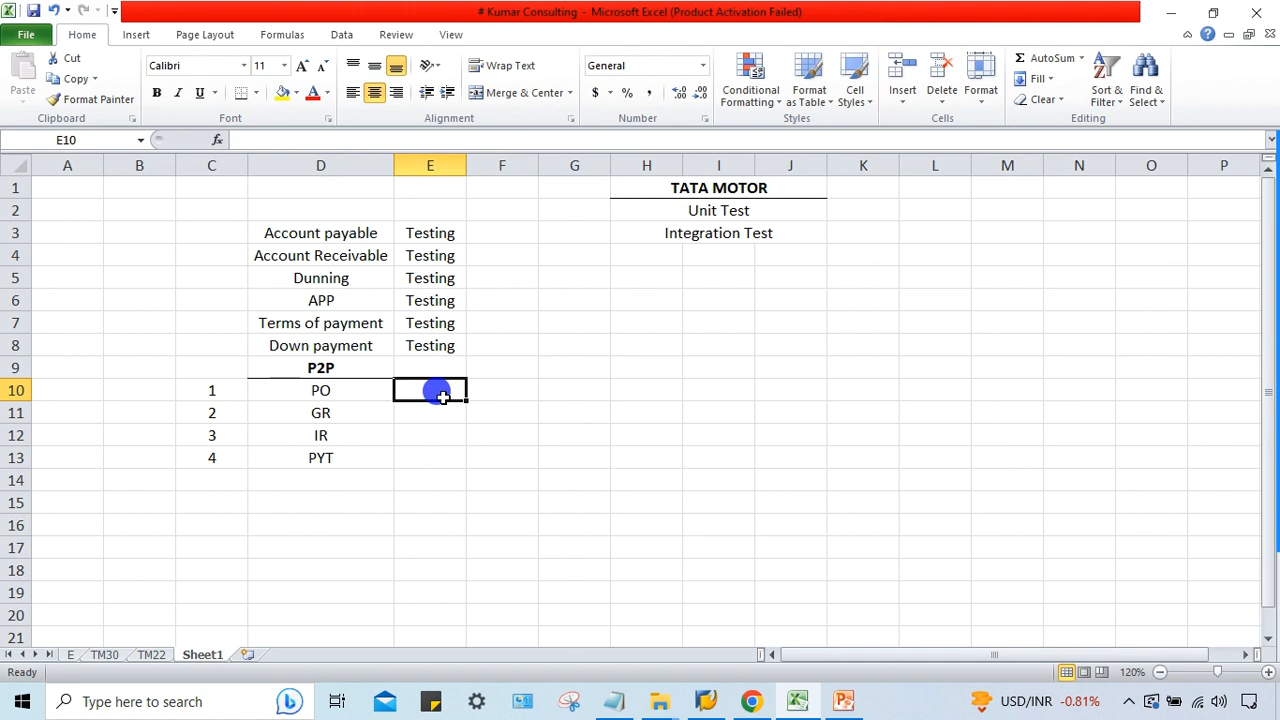 # Kumar Consulting - Microsoft Excel (Product Activation Failed)
File Home Insert Page Layout Formulas Data Review View
Paste Cut Copy Format Painter Clipboard
Calibri 11 B I U A Font
Wrap Text Merge & Center Alignment
General $ % , Number
Conditional Formatting Format as Table Cell Styles Styles
Insert Delete Format Cells
AutoSum Fill Clear Sort & Filter Find & Select Editing
E10 fx
A B C D E F G H I J K L M N O P
1 TATA MOTOR
2 Unit Test
3 Account payable Testing Integration Test
4 Account Receivable Testing
5 Dunning Testing
6 APP Testing
7 Terms of payment Testing
8 Down payment Testing
9 P2P
10 1 PO
11 2 GR
12 3 IR
13 4 PYT
14
15
16
17
18
19
20
21
E TM30 TM22 Sheet1
Ready 120%
Type here to search USD/INR -0.81%